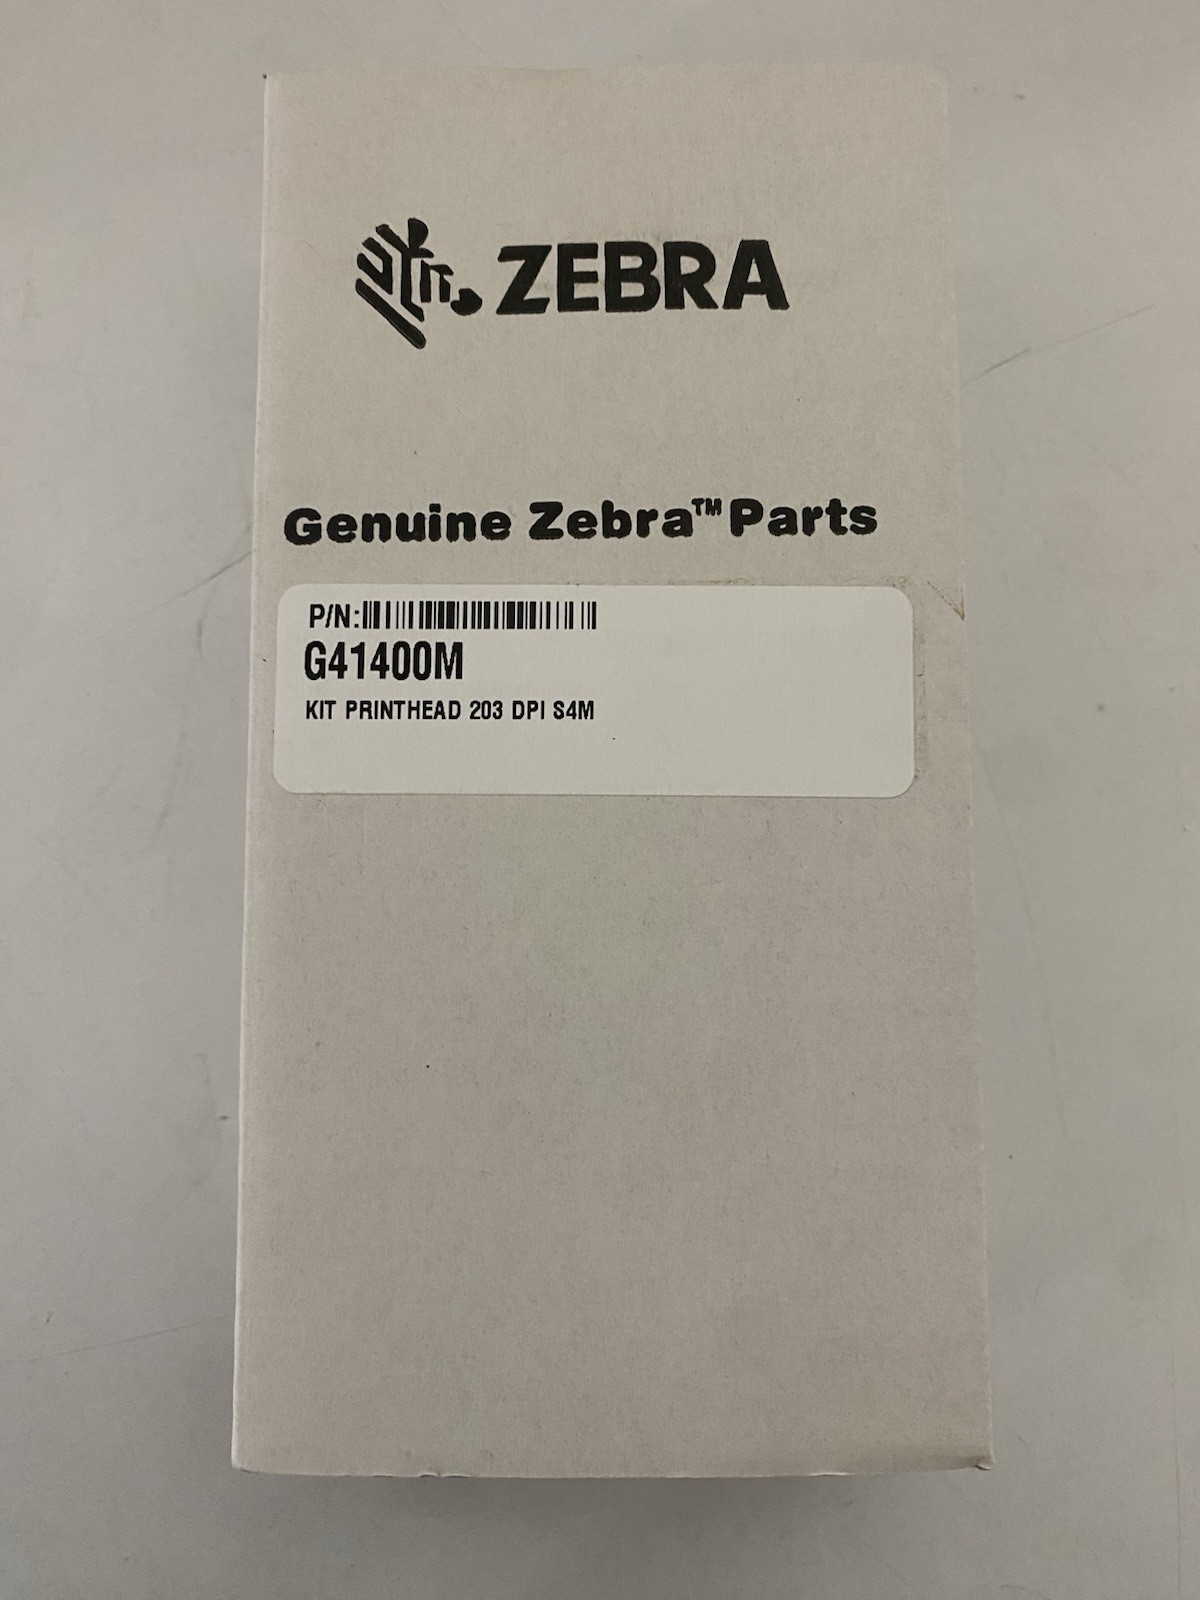 ZEBRA
Genuine Zebra™ Parts
P/N:
G41400M
KIT PRINTHEAD 203 DPI S4M